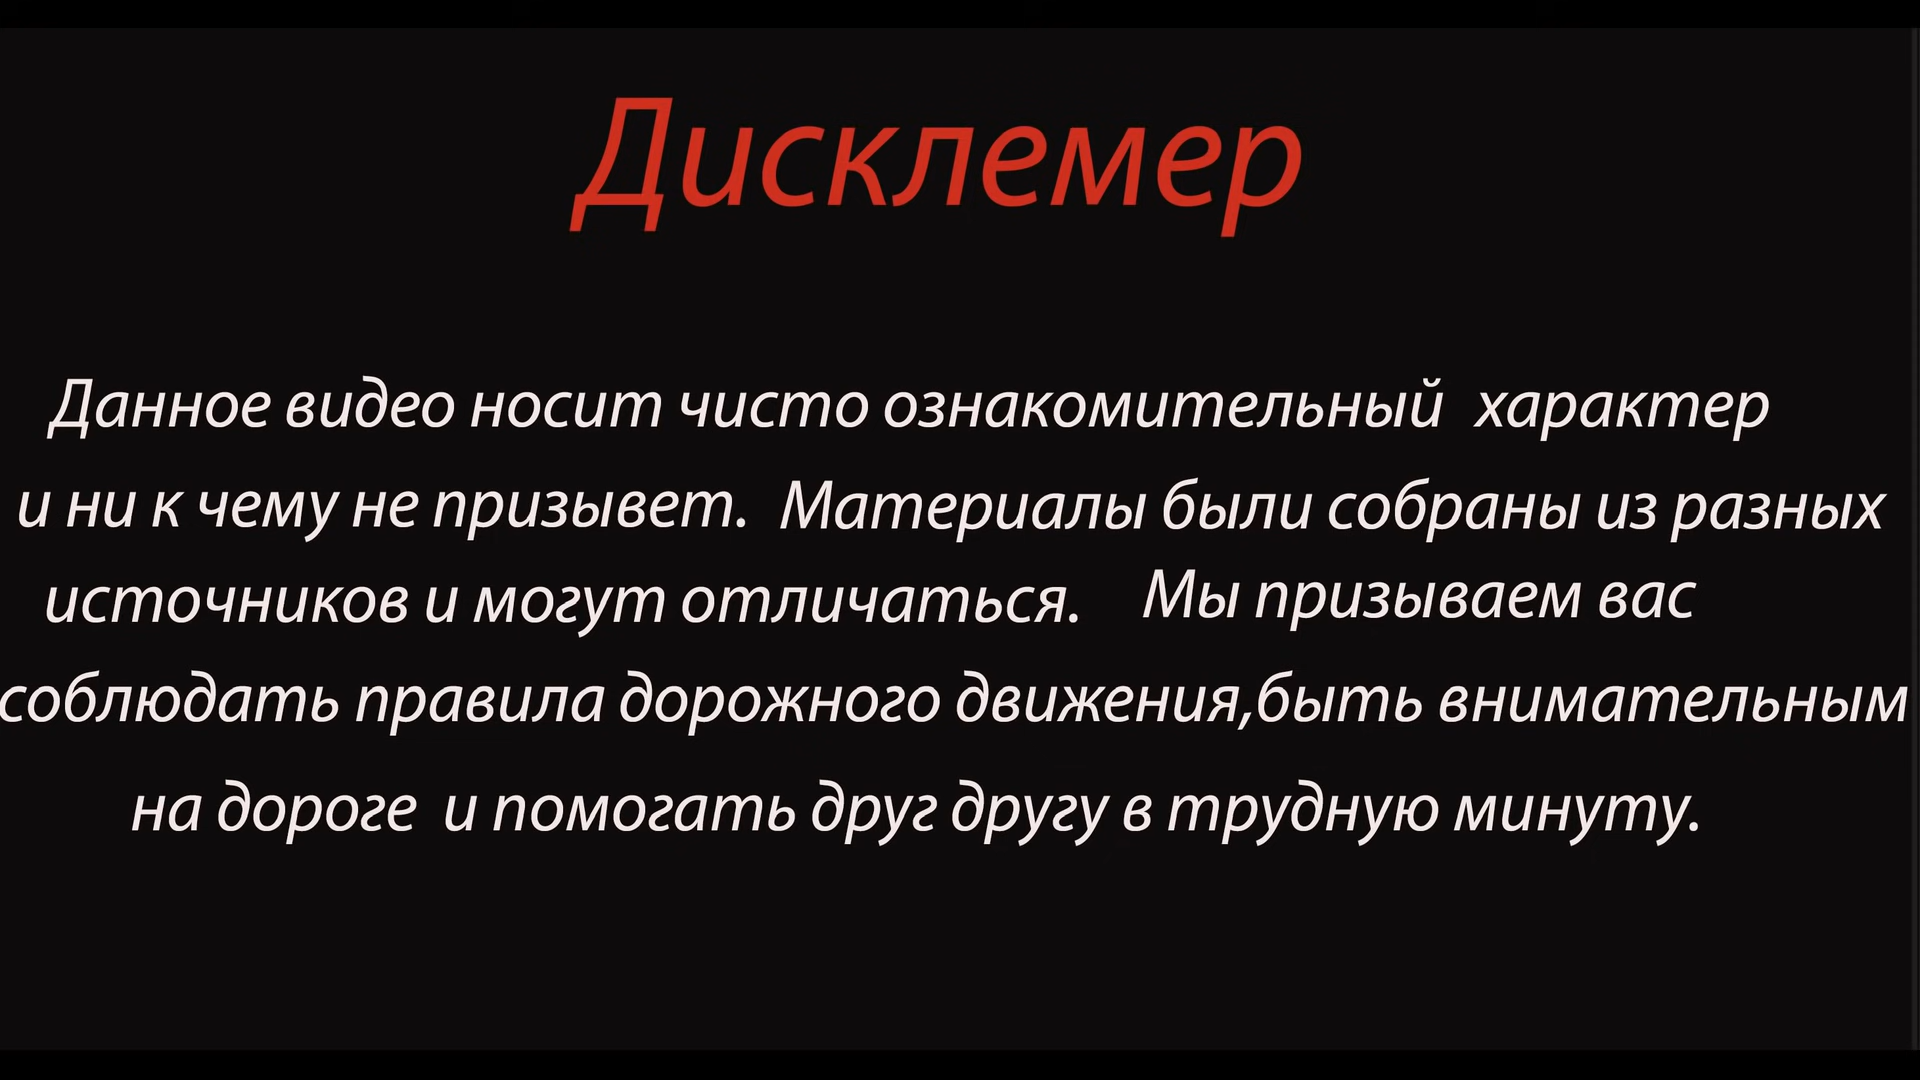 Дисклемер
Данное видео носит чисто ознакомительный характер
и ни к чему не призывет. Материалы были собраны из разных
источников и могут отличаться. Мы призываем вас
соблюдать правила дорожного движения,быть внимательным
на дороге и помогать друг другу в трудную минуту.